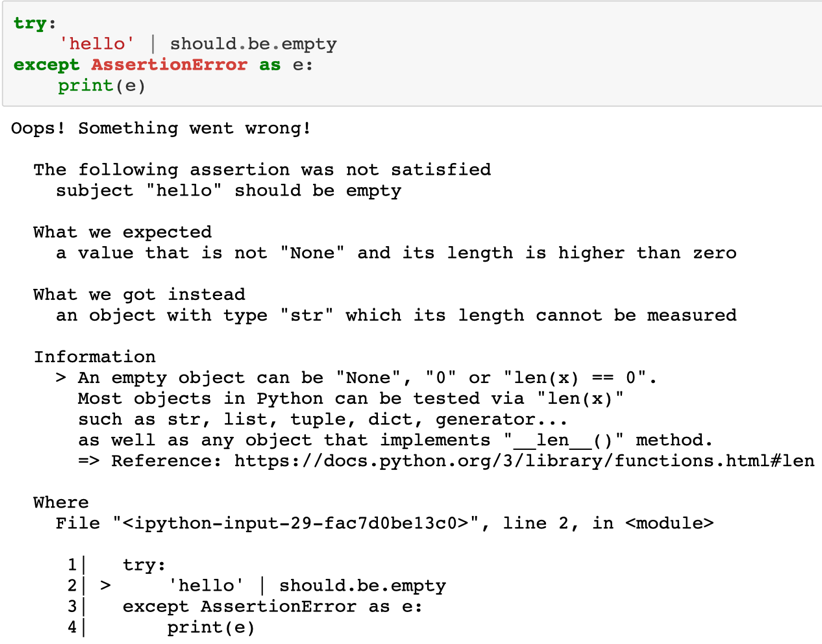 try:
    'hello' | should.be.empty
except AssertionError as e:
    print(e)
Oops! Something went wrong!
  The following assertion was not satisfied
    subject "hello" should be empty
  What we expected
    a value that is not "None" and its length is higher than zero
  What we got instead
    an object with type "str" which its length cannot be measured
  Information
    > An empty object can be "None", "0" or "len(x) == 0".
      Most objects in Python can be tested via "len(x)"
      such as str, list, tuple, dict, generator...
      as well as any object that implements "__len__()" method.
      => Reference: https://docs.python.org/3/library/functions.html#len
  Where
    File "<ipython-input-29-fac7d0be13c0>", line 2, in <module>
     1|   try:
     2| >     'hello' | should.be.empty
     3|   except AssertionError as e:
     4|       print(e)